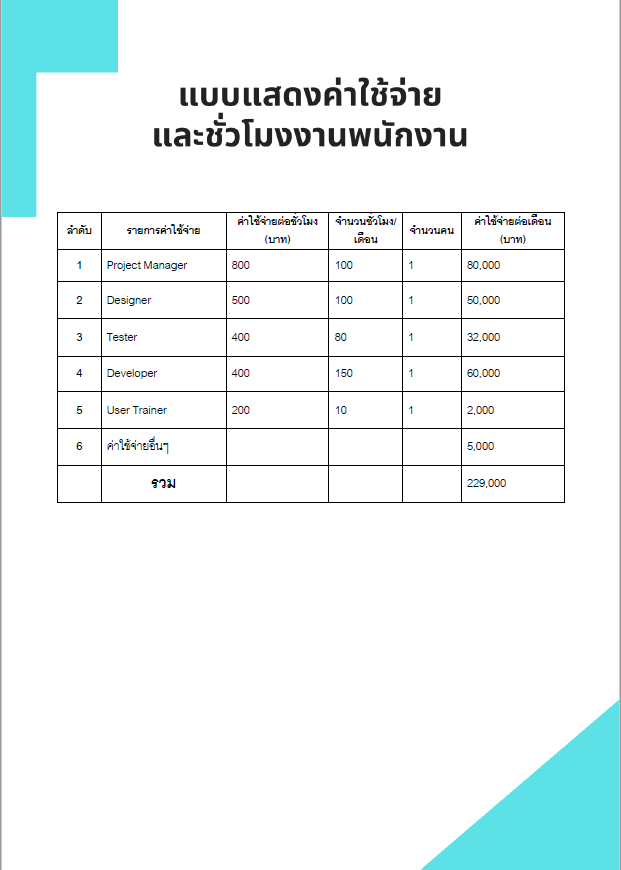 แบบแสดงค่าใช้จ่าย
และชั่วโมงงานพนักงาน
ลำดับ รายการค่าใช้จ่าย ค่าใช้จ่ายต่อชั่วโมง (บาท) จำนวนชั่วโมง/เดือน จำนวนคน ค่าใช้จ่ายต่อเดือน (บาท)
1 Project Manager 800 100 1 80,000
2 Designer 500 100 1 50,000
3 Tester 400 80 1 32,000
4 Developer 400 150 1 60,000
5 User Trainer 200 10 1 2,000
6 ค่าใช้จ่ายอื่นๆ 5,000
รวม 229,000